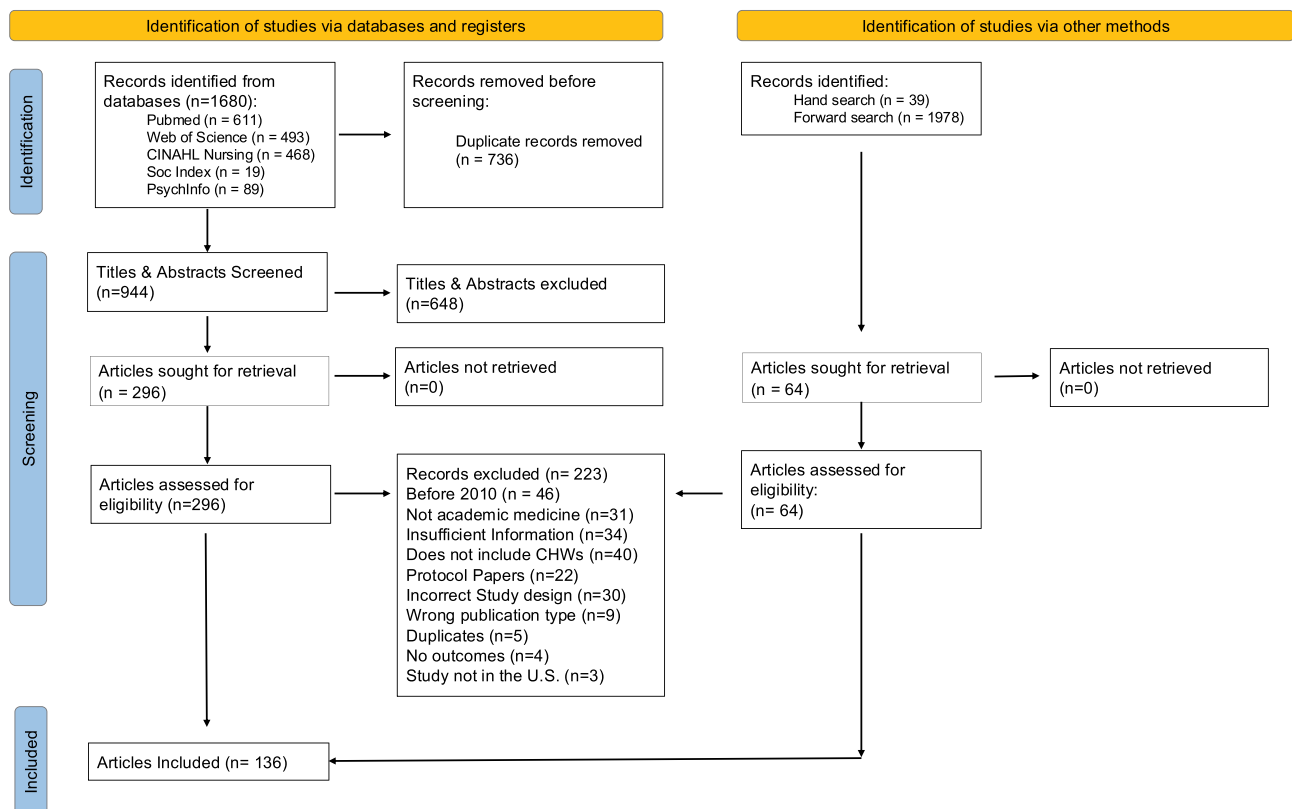 Identification of studies via databases and registers
Identification of studies via other methods
Identification
Records identified from
databases (n=1680):
Pubmed (n = 611)
Web of Science (n = 493)
CINAHL Nursing (n = 468)
Soc Index (n = 19)
PsychInfo (n = 89)
Records removed before
screening:
Duplicate records removed
(n = 736)
Records identified:
Hand search (n = 39)
Forward search (n = 1978)
Screening
Titles & Abstracts Screened
(n=944)
Titles & Abstracts excluded
(n=648)
Articles sought for retrieval
(n = 296)
Articles not retrieved
(n=0)
Articles sought for retrieval
(n = 64)
Articles not retrieved
(n=0)
Articles assessed for
eligibility (n=296)
Records excluded (n= 223)
Before 2010 (n = 46)
Not academic medicine (n=31)
Insufficient Information (n=34)
Does not include CHWs (n=40)
Protocol Papers (n=22)
Incorrect Study design (n=30)
Wrong publication type (n=9)
Duplicates (n=5)
No outcomes (n=4)
Study not in the U.S. (n=3)
Articles assessed for
eligibility:
(n= 64)
Included
Articles Included (n= 136)